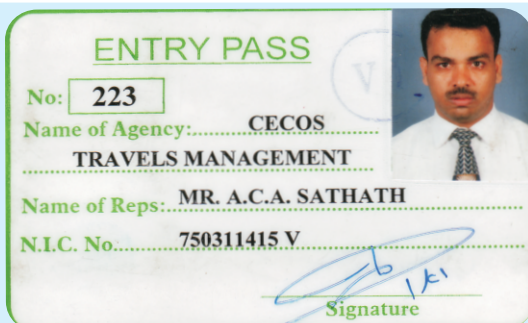 ENTRY PASS
No: 223
Name of Agency:......CECOS
TRAVELS MANAGEMENT
Name of Reps:..MR. A.C.A. SATHATH
N.I.C. No..........750311415 V
Signature